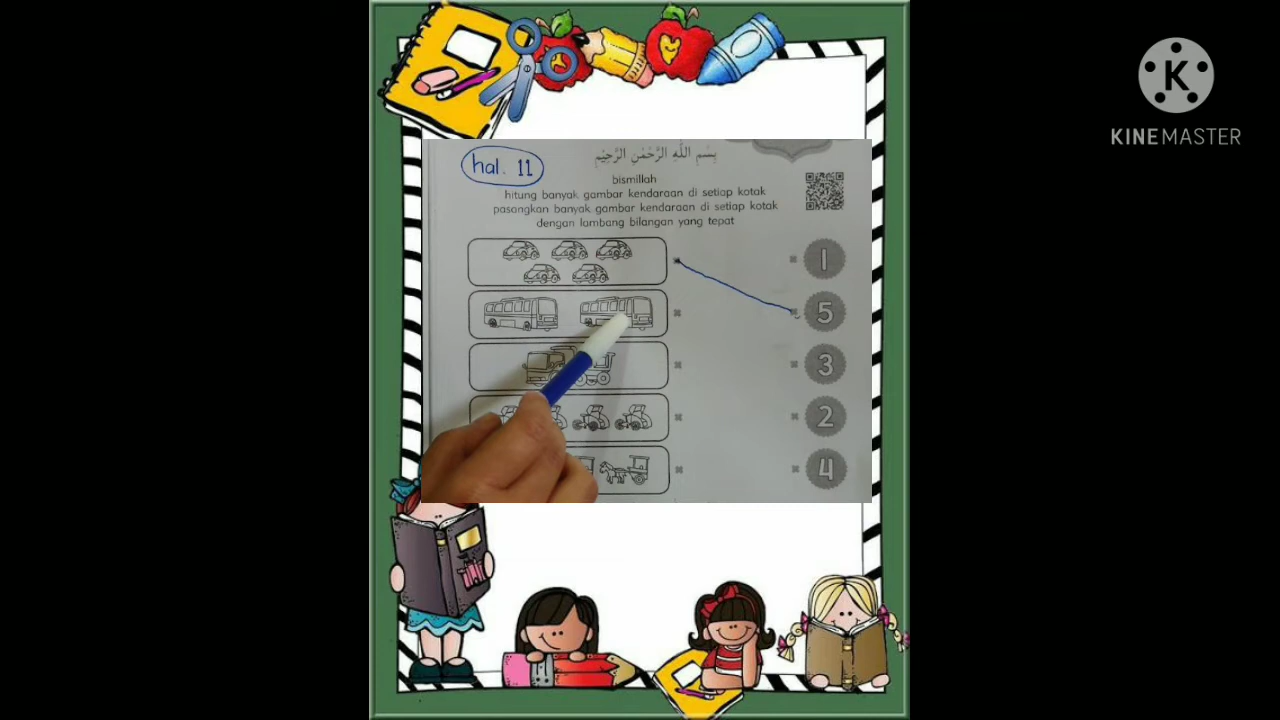 KINEMASTER
hal. 11
بِسْمِ اللَّهِ الرَّحْمٰنِ الرَّحِيْمِ
bismillah
hitung banyak gambar kendaraan di setiap kotak
pasangkan banyak gambar kendaraan di setiap kotak
dengan lambang bilangan yang tepat
1
5
3
2
4